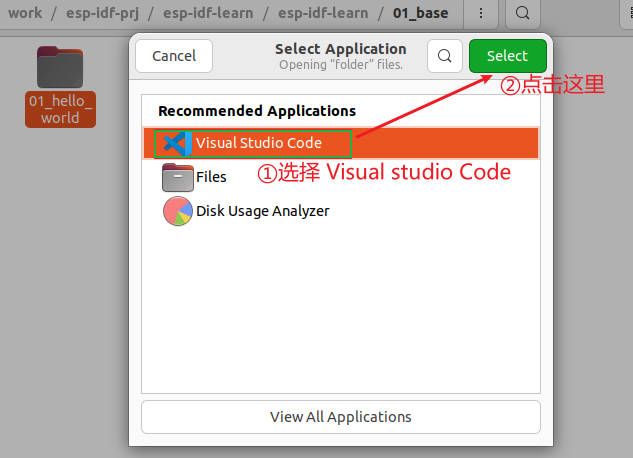 work / esp-idf-prj / esp-idf-learn / esp-idf-learn / 01_base
Cancel
Select Application
Opening “folder” files.
Select
②点击这里
01_hello_
world
Recommended Applications
Visual Studio Code
①选择 Visual studio Code
Files
Disk Usage Analyzer
View All Applications